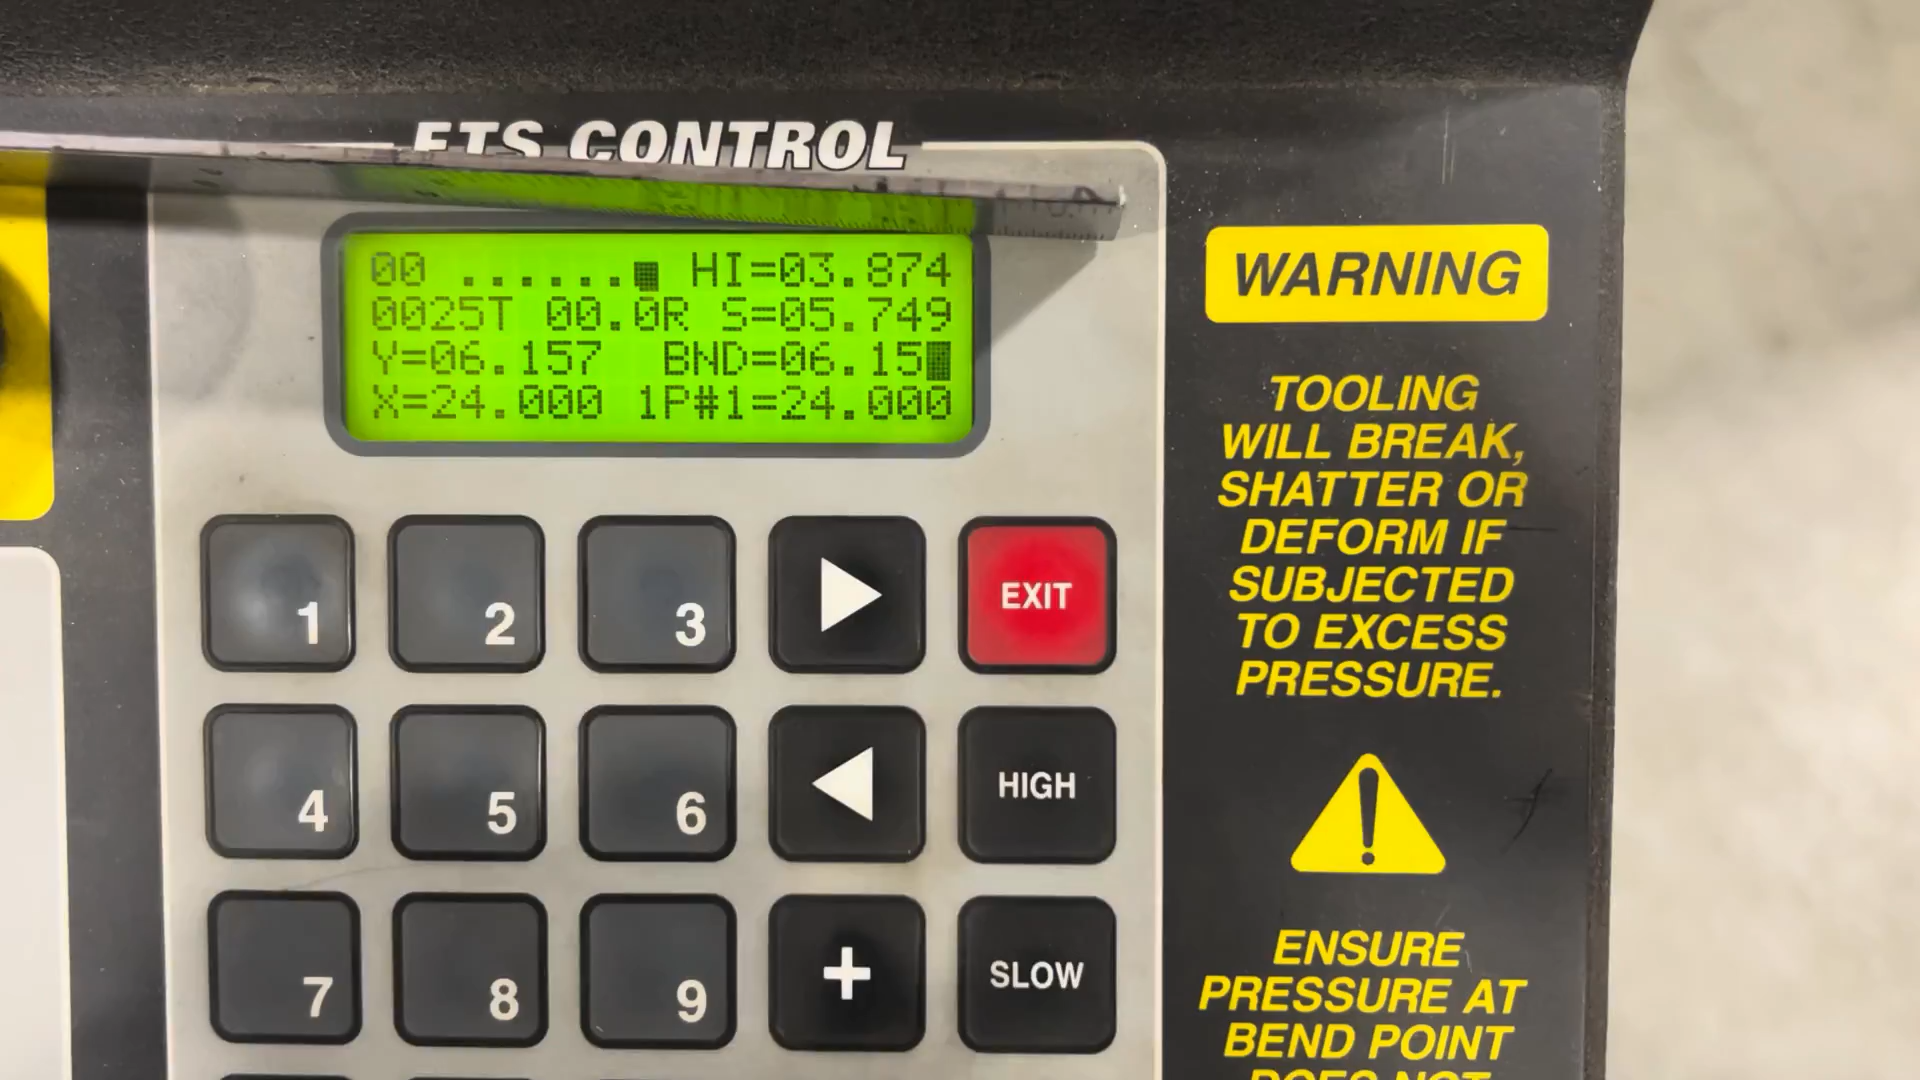 ETS CONTROL
00 ......■ HI=03.874
0025T 00.0R S=05.749
Y=06.157 BND=06.15
X=24.000 1P#1=24.000
1 2 3 EXIT
4 5 6 HIGH
7 8 9 + SLOW
WARNING
TOOLING
WILL BREAK,
SHATTER OR
DEFORM IF
SUBJECTED
TO EXCESS
PRESSURE.
ENSURE
PRESSURE AT
BEND POINT
DOES NOT